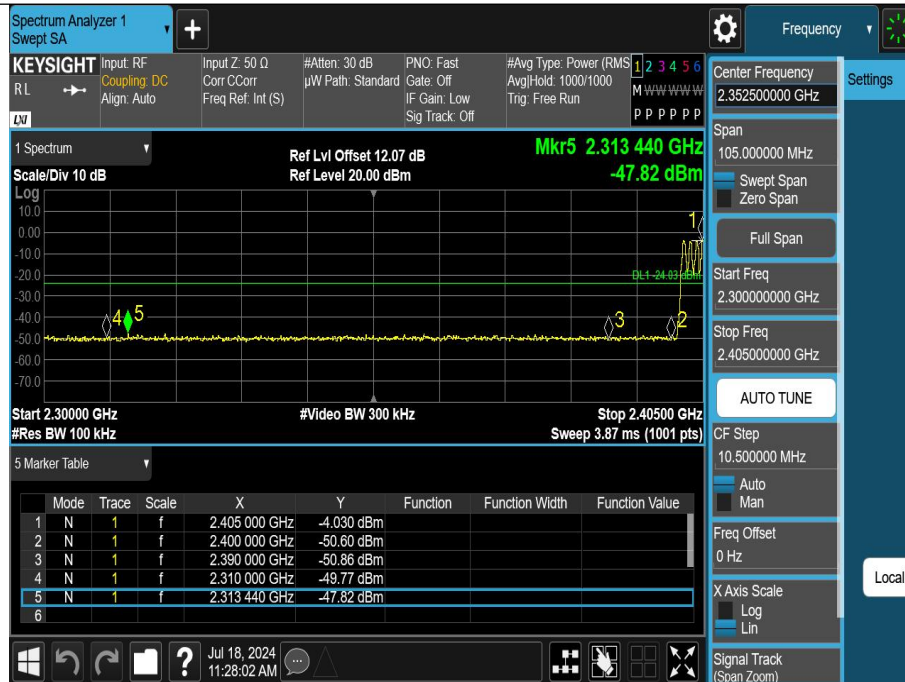 Spectrum Analyzer 1
Swept SA
+
Frequency
KEYSIGHT
RL
LXI
Input: RF
Coupling: DC
Align: Auto
Input Z: 50 Ω
Corr CCorr
Freq Ref: Int (S)
#Atten: 30 dB
µW Path: Standard
PNO: Fast
Gate: Off
IF Gain: Low
Sig Track: Off
#Avg Type: Power (RMS
Avg|Hold: 1000/1000
Trig: Free Run
1 2 3 4 5 6
M W W W W W
P P P P P P
1 Spectrum
Scale/Div 10 dB
Ref Lvl Offset 12.07 dB
Ref Level 20.00 dBm
Mkr5 2.313 440 GHz
-47.82 dBm
Log
10.0
0.00
-10.0
-20.0
-30.0
-40.0
-50.0
-60.0
-70.0
1
DL1 -24.03 dBm
4 5
3
2
Start 2.30000 GHz
#Video BW 300 kHz
Stop 2.40500 GHz
#Res BW 100 kHz
Sweep 3.87 ms (1001 pts)
5 Marker Table
Mode Trace Scale X Y Function Function Width Function Value
1 N 1 f 2.405 000 GHz -4.030 dBm
2 N 1 f 2.400 000 GHz -50.60 dBm
3 N 1 f 2.390 000 GHz -50.86 dBm
4 N 1 f 2.310 000 GHz -49.77 dBm
5 N 1 f 2.313 440 GHz -47.82 dBm
6
Jul 18, 2024
11:28:02 AM
?
Center Frequency
2.352500000 GHz
Settings
Span
105.000000 MHz
Swept Span
Zero Span
Full Span
Start Freq
2.300000000 GHz
Stop Freq
2.405000000 GHz
AUTO TUNE
CF Step
10.500000 MHz
Auto
Man
Freq Offset
0 Hz
Local
X Axis Scale
Log
Lin
Signal Track
(Span Zoom)